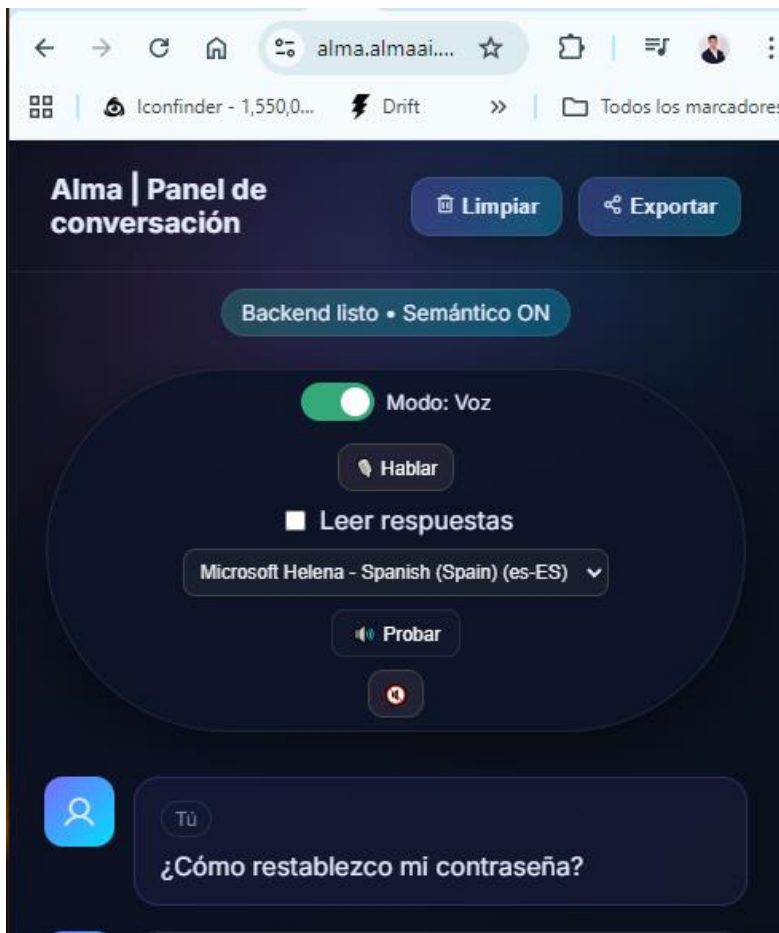 alma.almaai....
Iconfinder - 1,550,0...
Drift
»
Todos los marcadores
Alma | Panel de
conversación
Limpiar
Exportar
Backend listo • Semántico ON
Modo: Voz
Hablar
Leer respuestas
Microsoft Helena - Spanish (Spain) (es-ES)
Probar
Tú
¿Cómo restablezco mi contraseña?